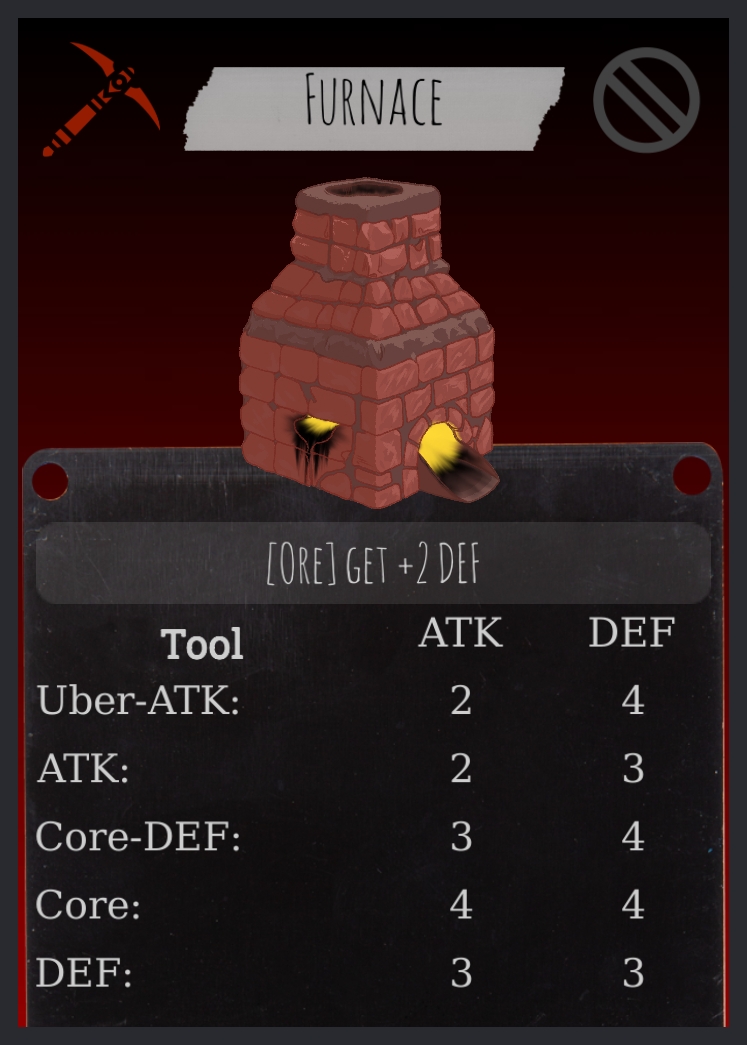 Furnace
[Ore] get +2 DEF
Tool ATK DEF
Uber-ATK: 2 4
ATK: 2 3
Core-DEF: 3 4
Core: 4 4
DEF: 3 3